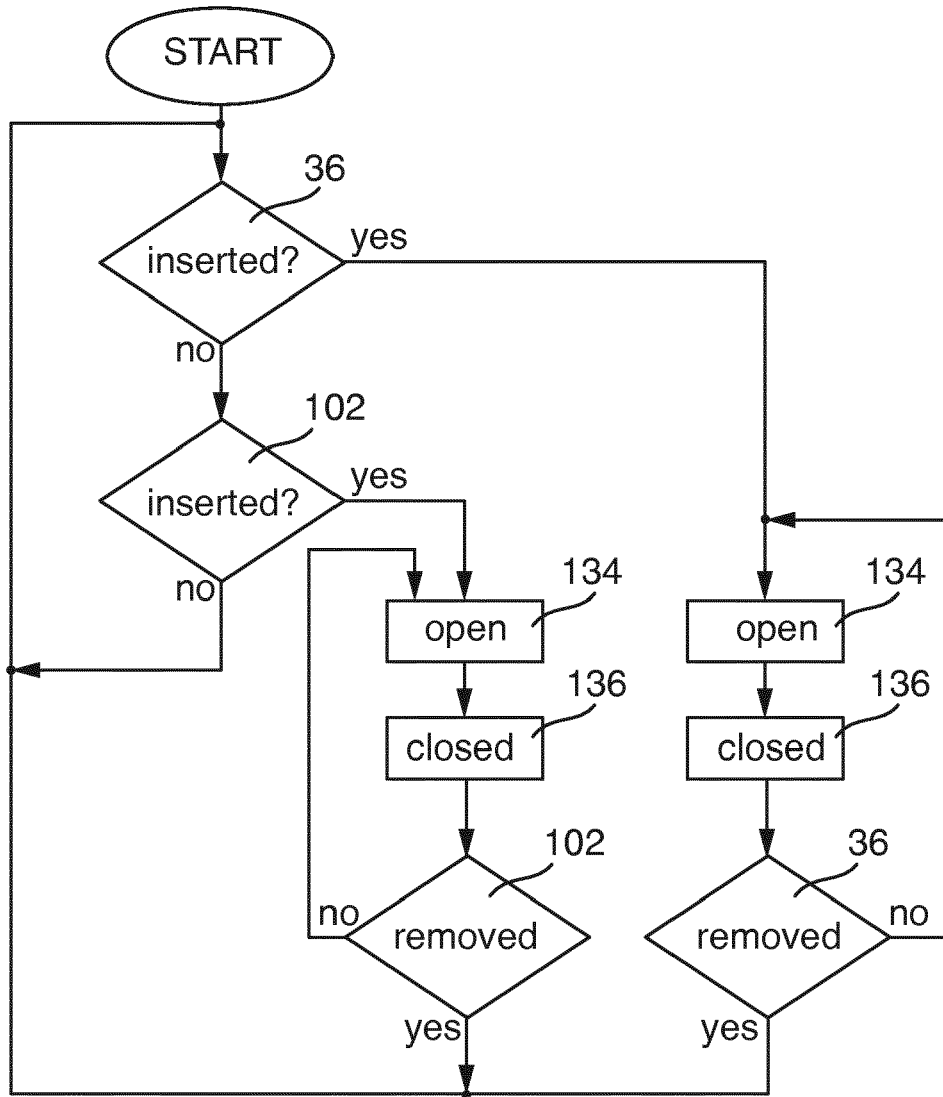 START
36
inserted?
yes
no
102
inserted?
yes
no
134
open
134
open
136
closed
136
closed
102
removed
no
yes
36
removed
no
yes